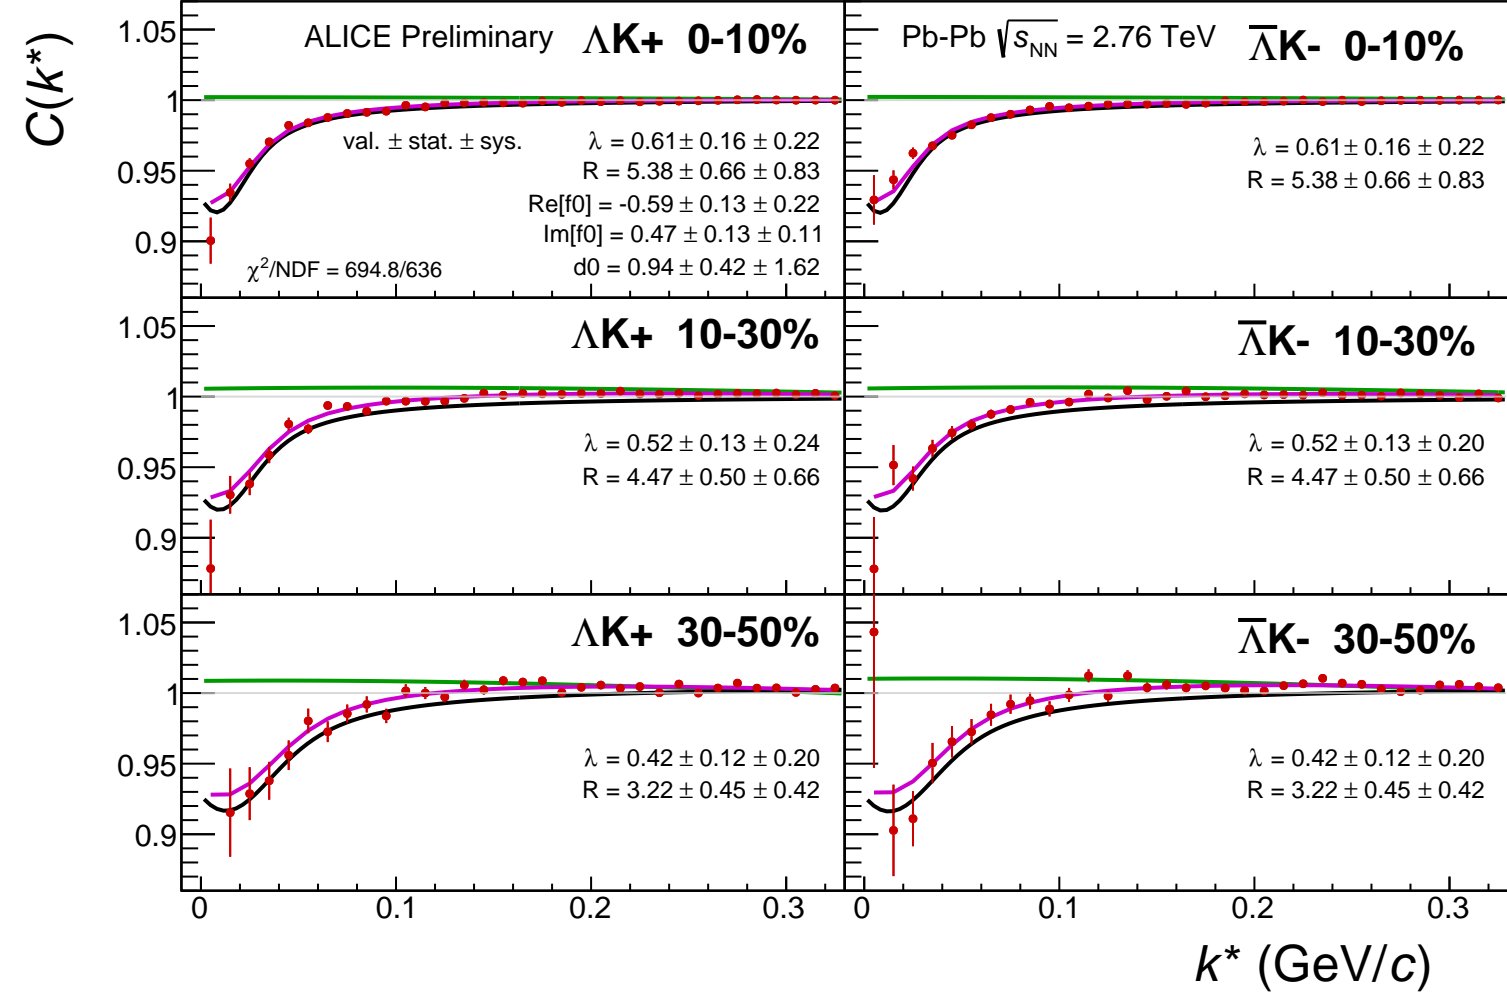 C(k*)
ALICE Preliminary ΛK+ 0-10%
1.05
1
0.95
0.9
val. ± stat. ± sys.
λ = 0.61± 0.16 ± 0.22
R = 5.38 ± 0.66 ± 0.83
Re[f0] = -0.59 ± 0.13 ± 0.22
Im[f0] = 0.47 ± 0.13 ± 0.11
d0 = 0.94 ± 0.42 ± 1.62
χ²/NDF = 694.8/636
Pb-Pb √s_NN = 2.76 TeV Λ̅K- 0-10%
λ = 0.61± 0.16 ± 0.22
R = 5.38 ± 0.66 ± 0.83
ΛK+ 10-30%
1.05
1
0.95
0.9
λ = 0.52 ± 0.13 ± 0.24
R = 4.47 ± 0.50 ± 0.66
Λ̅K- 10-30%
λ = 0.52 ± 0.13 ± 0.20
R = 4.47 ± 0.50 ± 0.66
ΛK+ 30-50%
1.05
1
0.95
0.9
λ = 0.42 ± 0.12 ± 0.20
R = 3.22 ± 0.45 ± 0.42
Λ̅K- 30-50%
λ = 0.42 ± 0.12 ± 0.20
R = 3.22 ± 0.45 ± 0.42
0 0.1 0.2 0.3
0 0.1 0.2 0.3
k* (GeV/c)